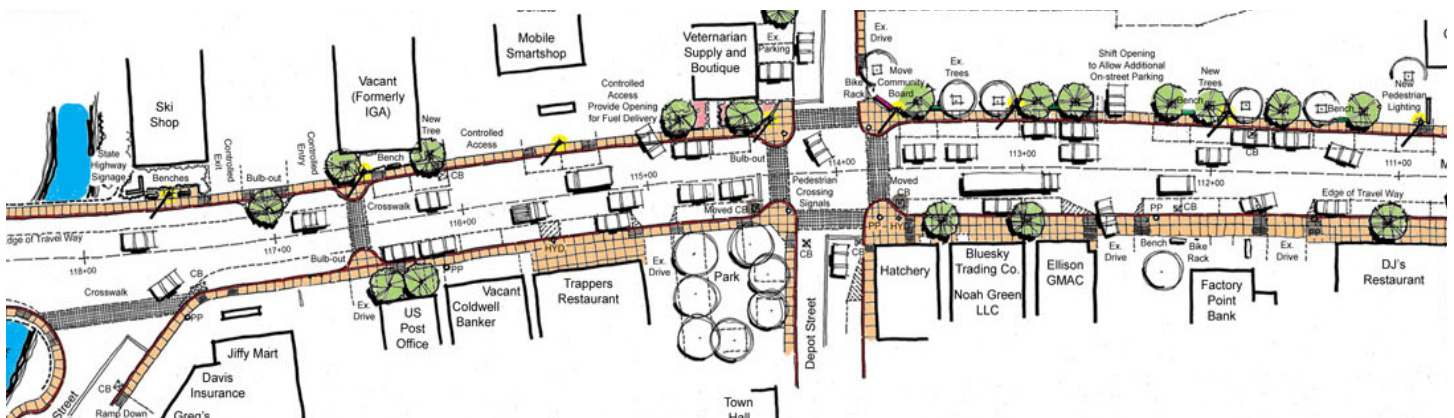 Donuts
Mobile
Smartshop
Veternarian
Supply and
Boutique
Ex.
Parking
Ex.
Drive
Move
Community
Board
Bike
Rack
Ex.
Trees
Shift Opening
to Allow Additional
On-street Parking
New
Trees
Bench
Bench
New
Pedestrian
Lighting
Ski
Shop
Vacant
(Formerly
IGA)
Controlled
Access
Provide Opening
for Fuel Delivery
New
Tree
Controlled
Access
State
Highway
Signage
Benches
Controlled
Exit
Controlled
Entry
Bulb-out
Bench
CB
Bulb-out
Crosswalk
115+00
114+00
113+00
112+00
111+00
CB
Pedestrian
Crossing
Signals
Moved
CB
Edge of Travel Way
116+00
Moved CB
Edge of Travel Way
117+00
118+00
Bulb-out
HYD
PP
PP
HYD
PP
CB
PP
CB
Crosswalk
PP
Ex.
Drive
US
Post
Office
Vacant
Coldwell
Banker
Trappers
Restaurant
Ex.
Drive
Park
CB
CB
Depot Street
Hatchery
Bluesky
Trading Co.
Noah Green
LLC
Ellison
GMAC
Ex.
Drive
Bench
Bike
Rack
Ex.
Drive
Factory
Point
Bank
DJ's
Restaurant
Jiffy Mart
Davis
Insurance
Greg's
CB
Ramp Down
Street
Town
Hall